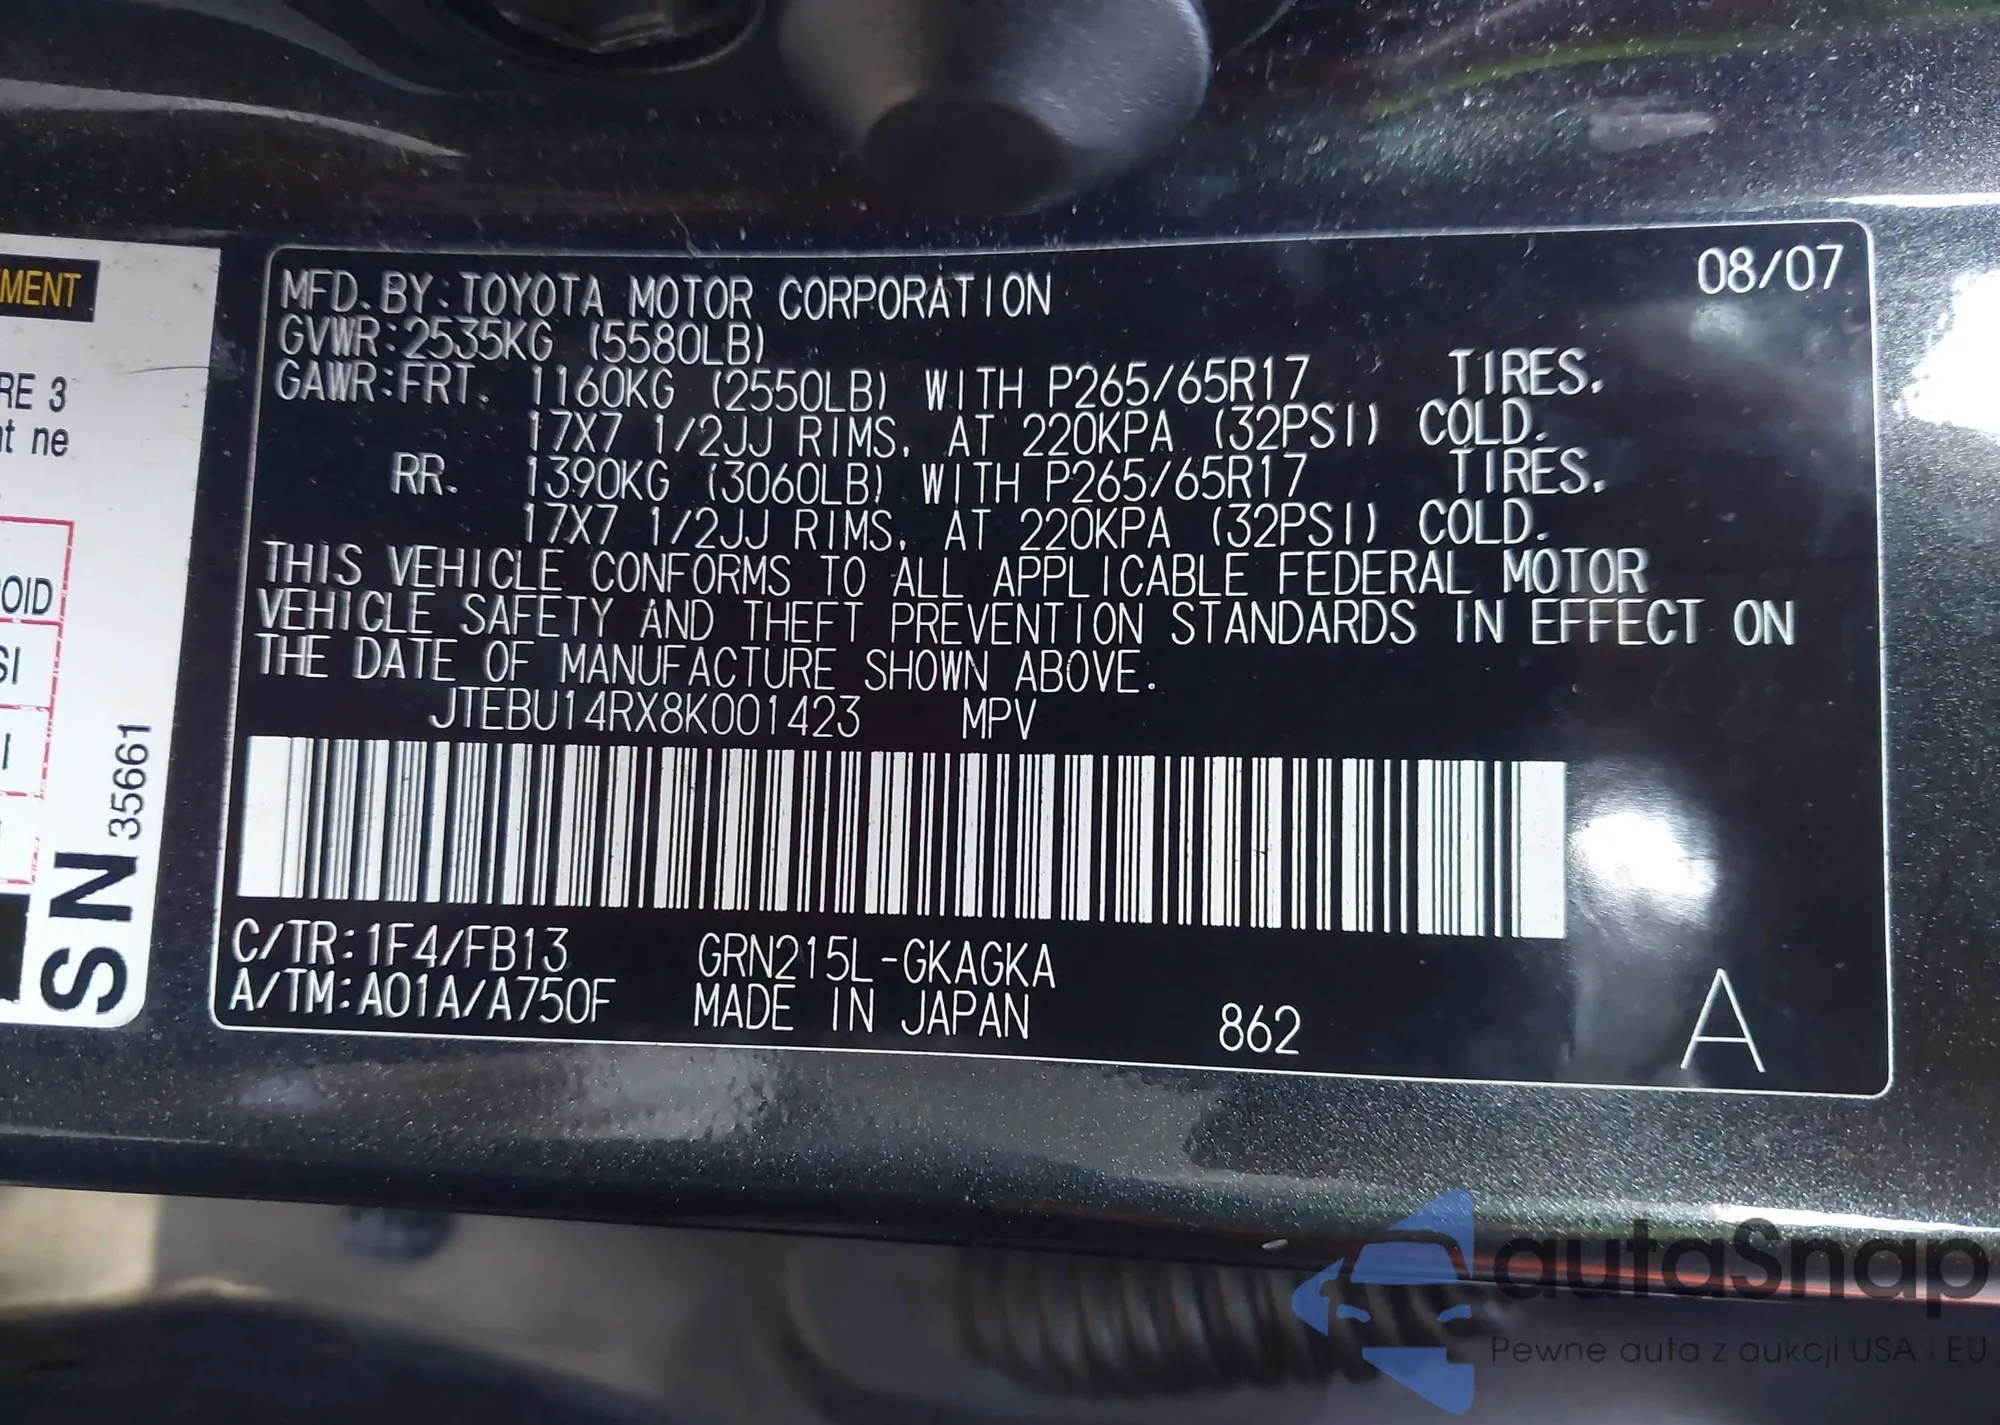 MENT
RE 3
nt ne
OID
SI
I
SN 35661
08/07
MFD. BY: TOYOTA MOTOR CORPORATION
GVWR: 2535KG (5580LB)
GAWR: FRT. 1160KG (2550LB) WITH P265/65R17 TIRES.
17X7 1/2JJ RIMS, AT 220KPA (32PSI) COLD.
RR. 1390KG (3060LB) WITH P265/65R17 TIRES.
17X7 1/2JJ RIMS, AT 220KPA (32PSI) COLD.
THIS VEHICLE CONFORMS TO ALL APPLICABLE FEDERAL MOTOR
VEHICLE SAFETY AND THEFT PREVENTION STANDARDS IN EFFECT ON
THE DATE OF MANUFACTURE SHOWN ABOVE.
JTEBU14RX8K001423 MPV
C/TR: 1F4/FB13 GRN215L-GKAGKA
A/TM: A01A/A750F MADE IN JAPAN 862 A
autaSnap
Pewne auta z aukcji USA i EU